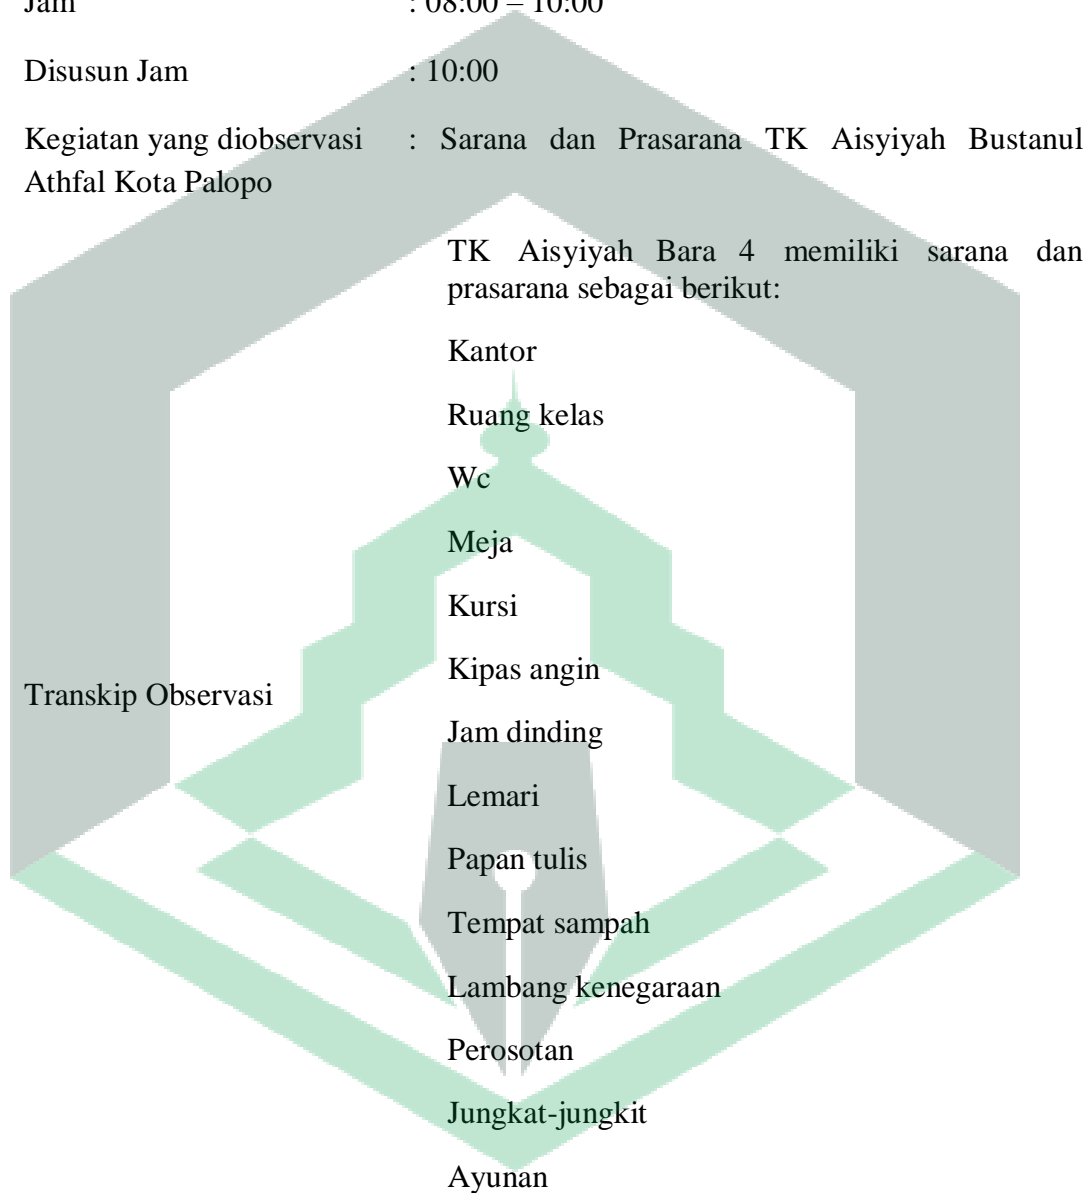 Jam : 08:00 – 10:00
Disusun Jam : 10:00
Kegiatan yang diobservasi : Sarana dan Prasarana TK Aisyiyah Bustanul
Athfal Kota Palopo
TK Aisyiyah Bara 4 memiliki sarana dan
prasarana sebagai berikut:
Kantor
Ruang kelas
Wc
Meja
Kursi
Kipas angin
Transkip Observasi
Jam dinding
Lemari
Papan tulis
Tempat sampah
Lambang kenegaraan
Perosotan
Jungkat-jungkit
Ayunan